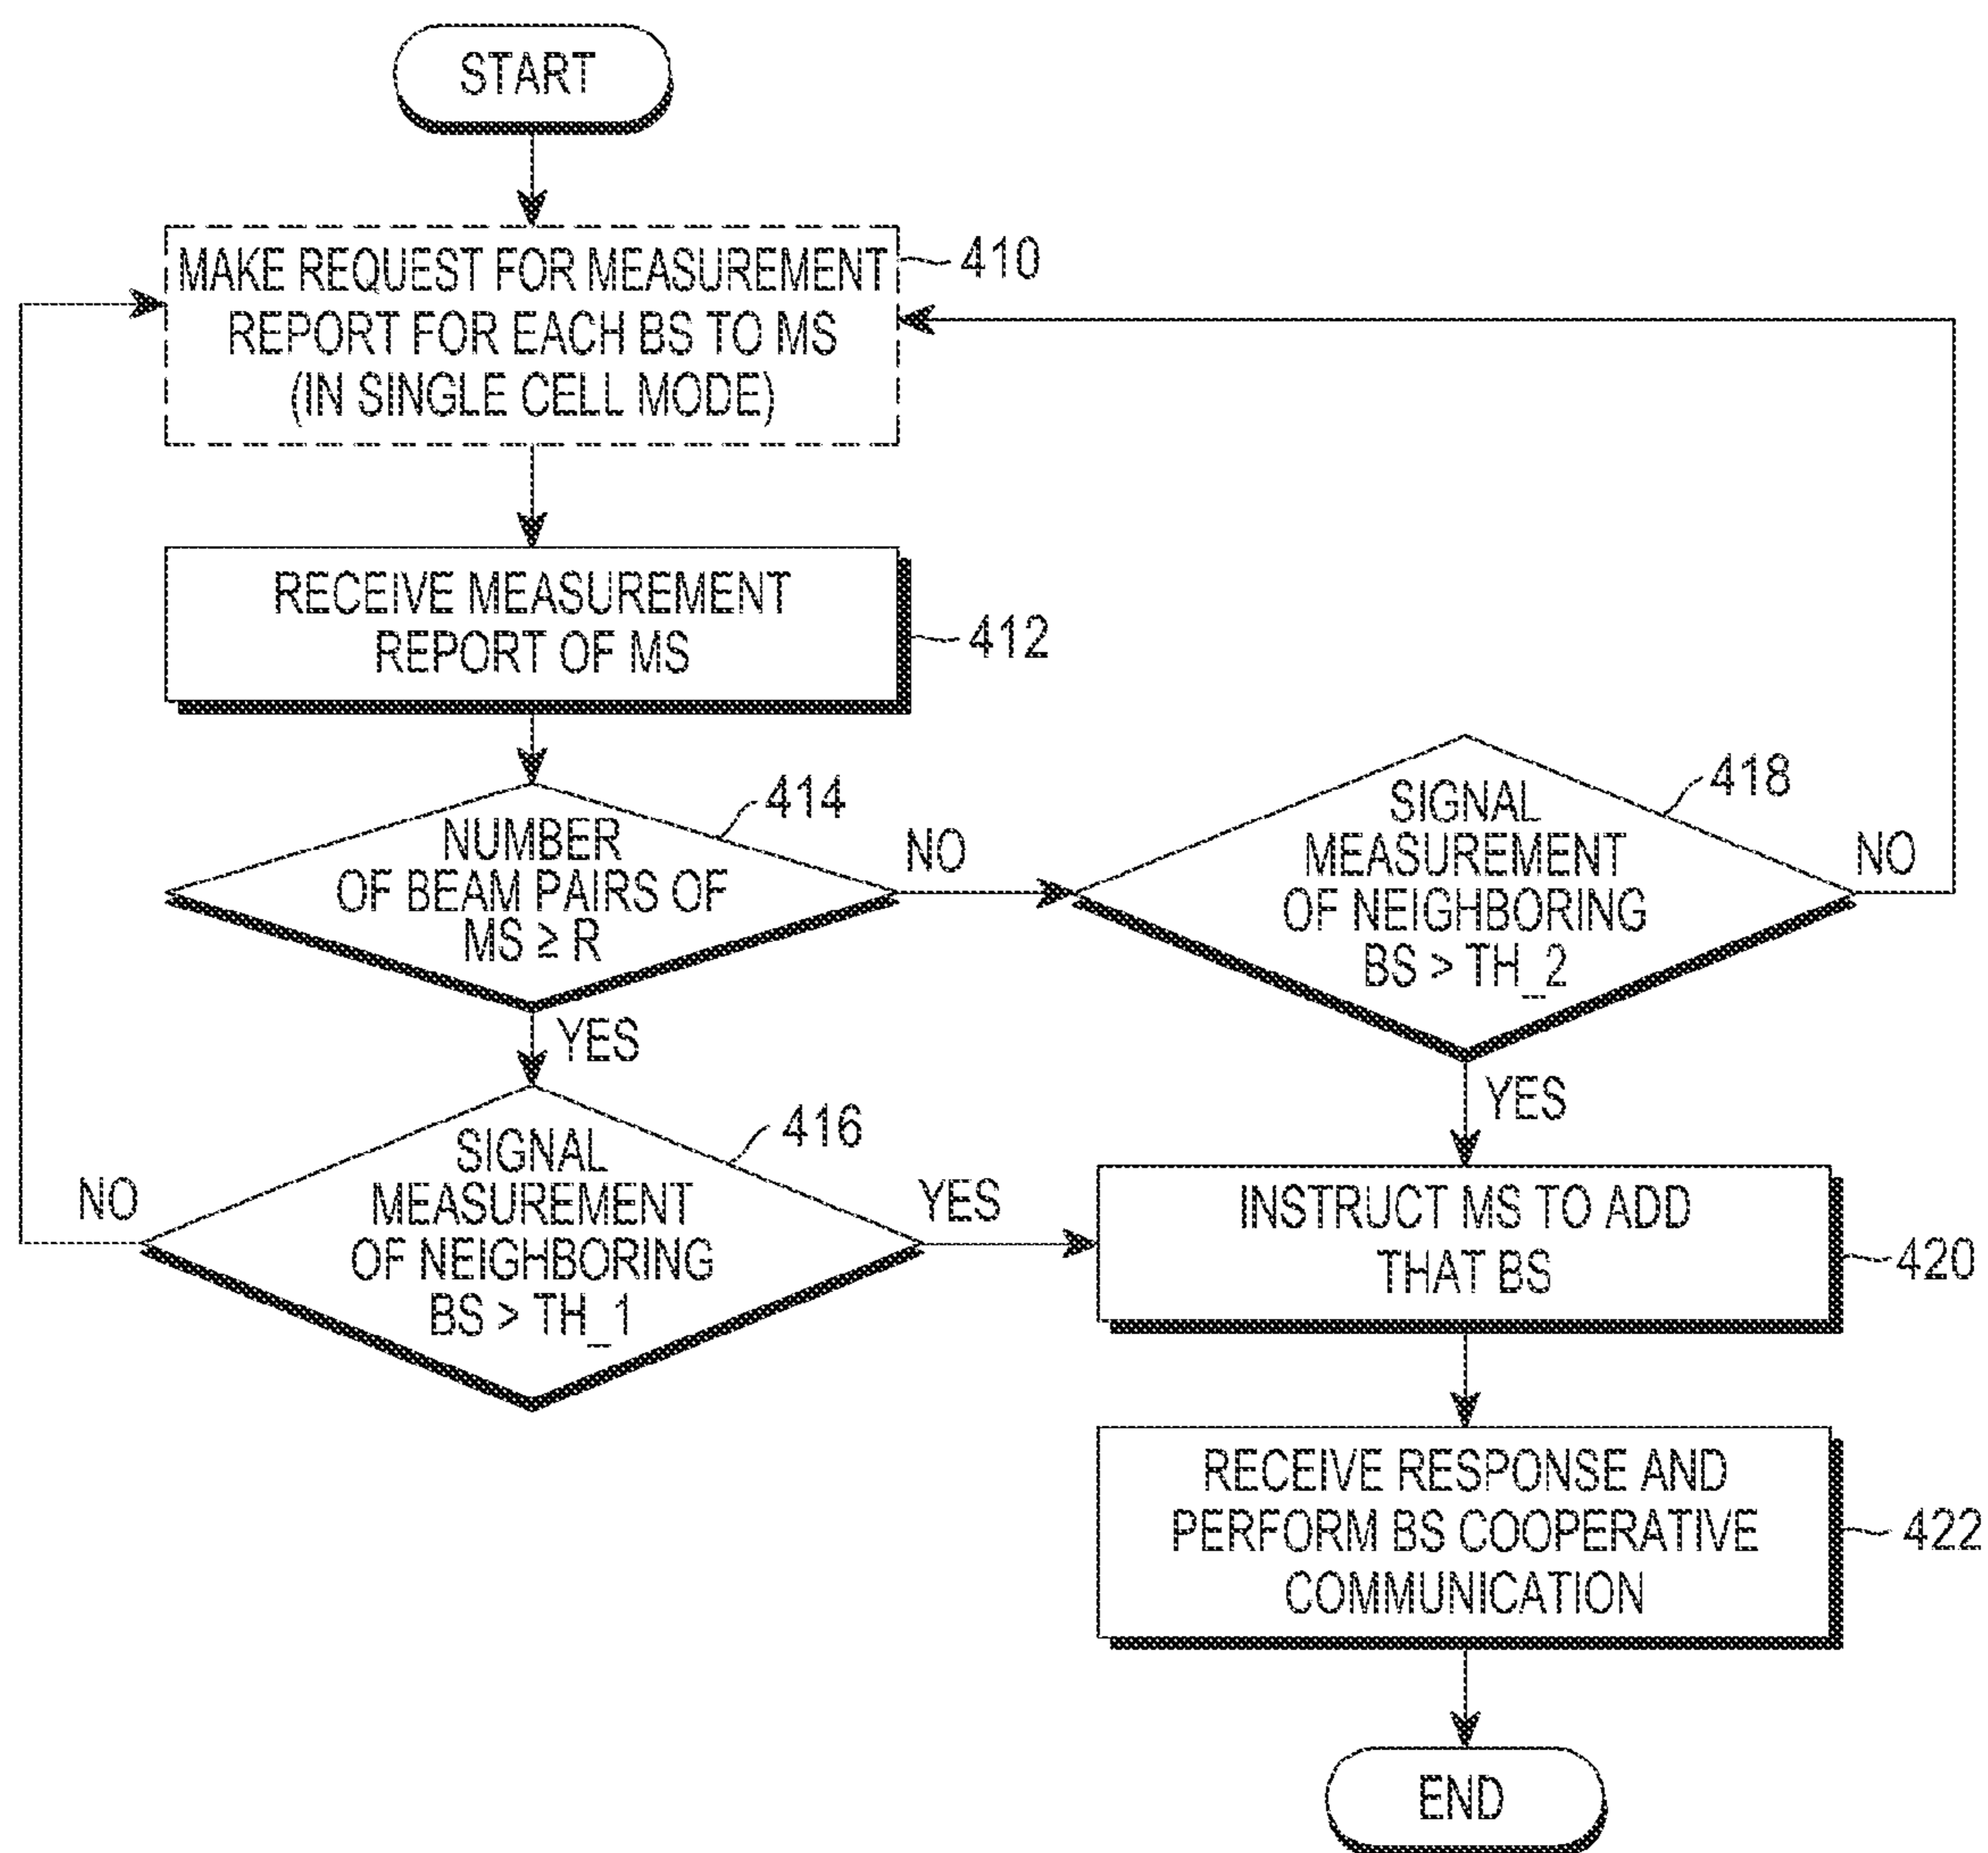 START
MAKE REQUEST FOR MEASUREMENT
REPORT FOR EACH BS TO MS
(IN SINGLE CELL MODE)
410
RECEIVE MEASUREMENT
REPORT OF MS
412
NUMBER
OF BEAM PAIRS OF
MS ≥ R
414
NO
YES
SIGNAL
MEASUREMENT
OF NEIGHBORING
BS > TH_2
418
NO
YES
SIGNAL
MEASUREMENT
OF NEIGHBORING
BS > TH_1
416
NO
YES
INSTRUCT MS TO ADD
THAT BS
420
RECEIVE RESPONSE AND
PERFORM BS COOPERATIVE
COMMUNICATION
422
END